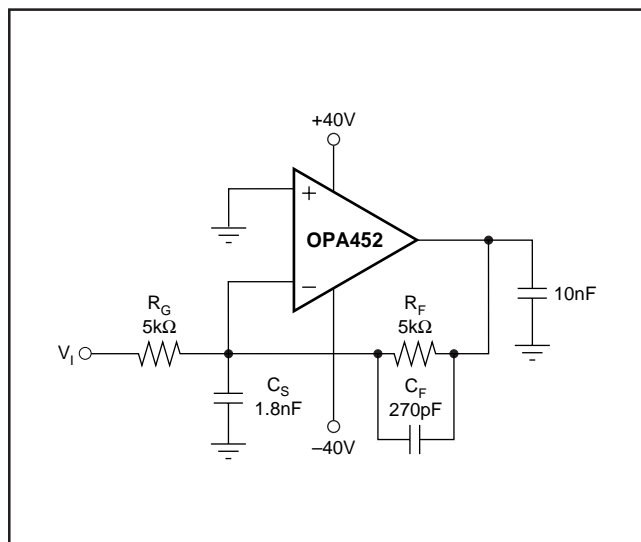 +40V
+
OPA452
–
10nF
R_G
5kΩ
V_I
R_F
5kΩ
C_S
1.8nF
C_F
270pF
–40V